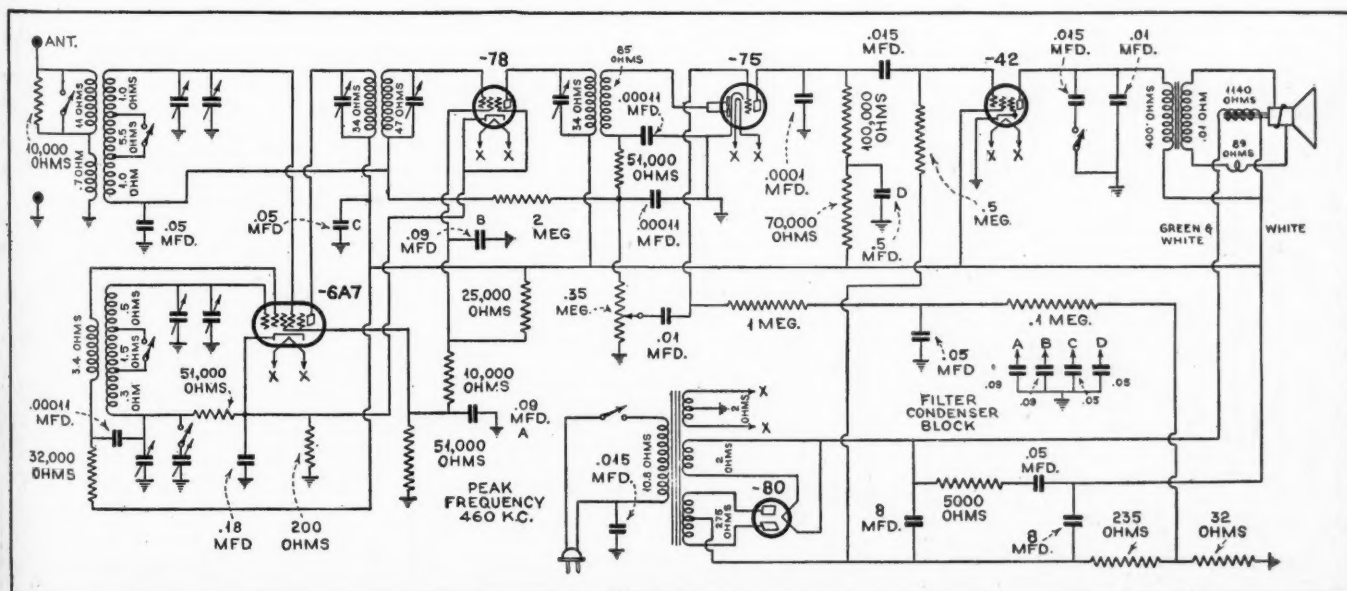 ANT.
10,000
OHMS
11 OHMS
.7 OHM
1.0
OHMS
5.5
OHMS
1.0
OHM
.05
MFD.
.05
MFD
C
34 OHMS
47 OHMS
-78
X X
.09
MFD
B
2
MEG
34 OHMS
85
OHMS
.00011
MFD.
51,000
OHMS
.00011
MFD.
-75
X X
.0001
MFD.
.015
MFD.
100,000
OHMS
70,000
OHMS
D
.5
MFD.
.5
MEG.
-42
X X
.015
MFD.
.01
MFD.
400 OHMS
.01 OHM
1140
OHMS
89
OHMS
GREEN &
WHITE
WHITE
-6A7
X X
3.4 OHMS
.5
OHMS
1.5
OHMS
.3
OHM
51,000
OHMS
.00011
MFD.
32,000
OHMS
.18
MFD
200
OHMS
25,000
OHMS
10,000
OHMS
.09
MFD.
A
51,000
OHMS
PEAK
FREQUENCY
460 K.C.
.35
MEG.
.01
MFD.
1 MEG.
.1 MEG.
.05
MFD
A B C D
.09
.09
.05
.05
FILTER
CONDENSER
BLOCK
.015
MFD.
10.8 OHMS
X
.2
OHMS
X
.2
OHMS
275
OHMS
-80
8
MFD.
5000
OHMS
.05
MFD.
8
MFD.
235
OHMS
32
OHMS